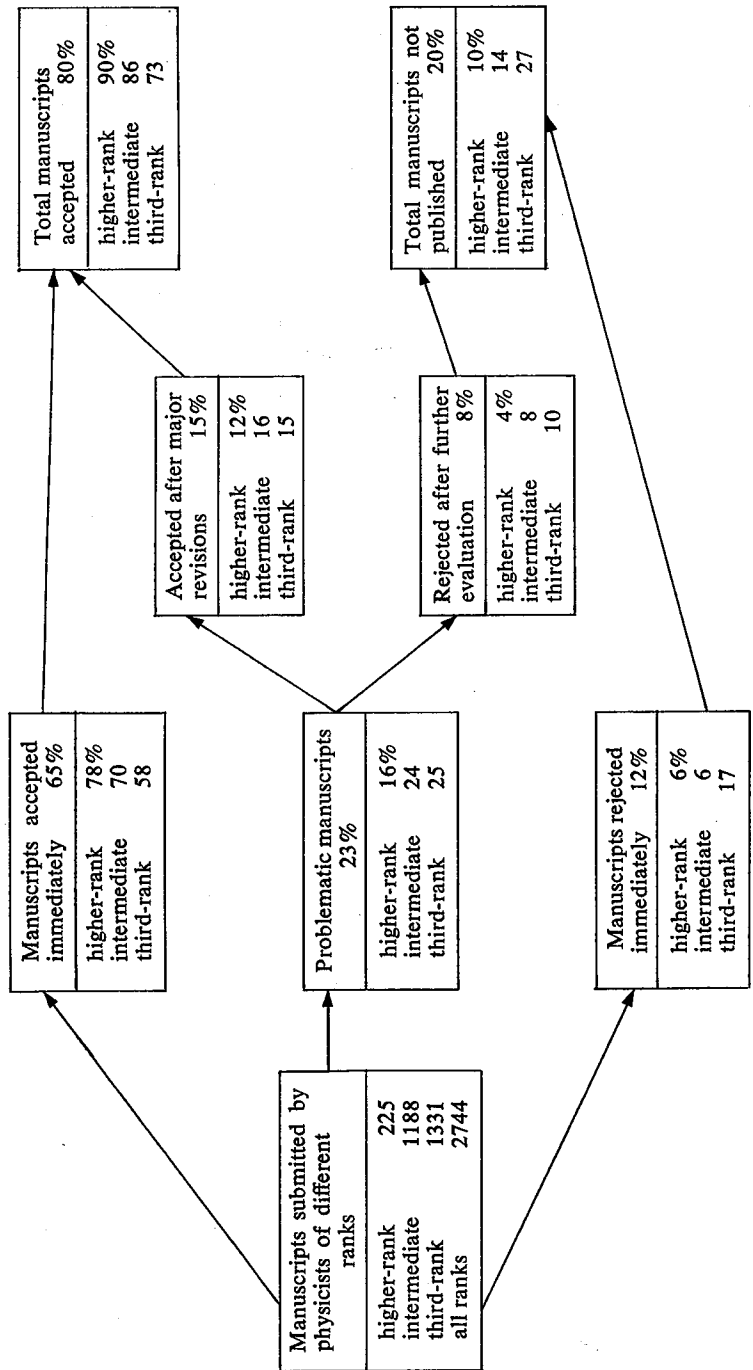 Manuscripts submitted by
physicists of different
ranks
higher-rank 225
intermediate 1188
third-rank 1331
all ranks 2744
Manuscripts accepted
immediately 65%
higher-rank 78%
intermediate 70
third-rank 58
Problematic manuscripts
23%
higher-rank 16%
intermediate 24
third-rank 25
Manuscripts rejected
immediately 12%
higher-rank 6%
intermediate 6
third-rank 17
Accepted after major
revisions 15%
higher-rank 12%
intermediate 16
third-rank 15
Rejected after further
evaluation 8%
higher-rank 4%
intermediate 8
third-rank 10
Total manuscripts
accepted 80%
higher-rank 90%
intermediate 86
third-rank 73
Total manuscripts not
published 20%
higher-rank 10%
intermediate 14
third-rank 27